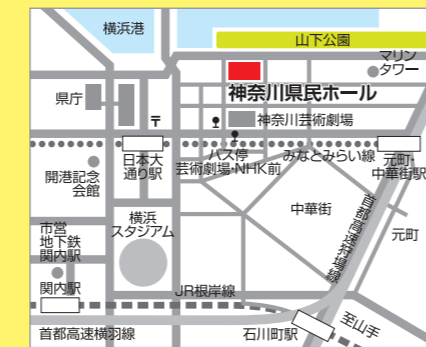 横浜港
山下公園
マリン
タワー
県庁
〒
神奈川県民ホール
神奈川芸術劇場
日本大
通り駅
バス停
芸術劇場・NHK前
みなとみらい線
元町・
中華街駅
開港記念
会館
市営
地下鉄
関内駅
横浜
スタジアム
中華街
首都高速狩場線
元町
関内駅
JR根岸線
首都高速横羽線
石川町駅
至山手